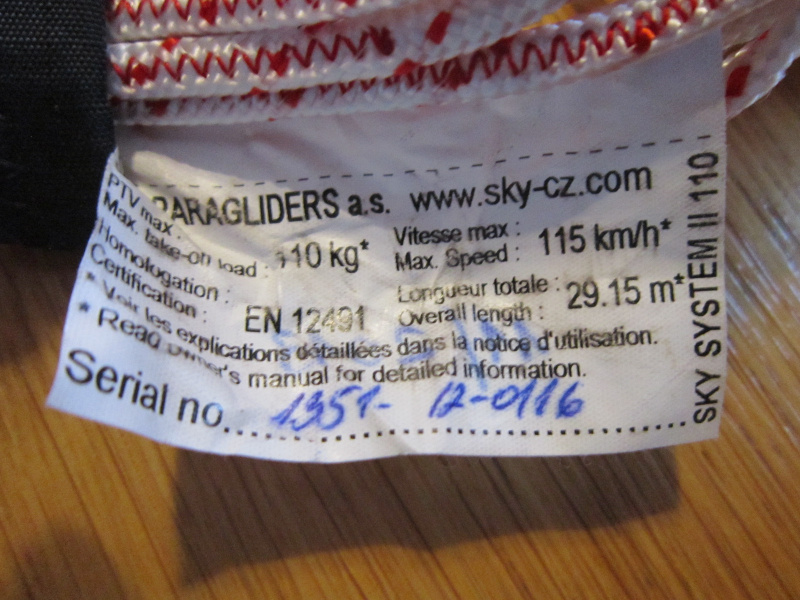 PARAGLIDERS a.s. www.sky-cz.com
PTV max :
Max. take-off load : 110 kg*
Vitesse max :
Max. Speed : 115 km/h*
Homologation :
Certification : EN 12491
Longueur totale :
Overall length : 29.15 m*
* Voir les explications détaillées dans la notice d'utilisation.
* Read owner's manual for detailed information.
Serial no. 1351- 12-0116
SKY SYSTEM II 110